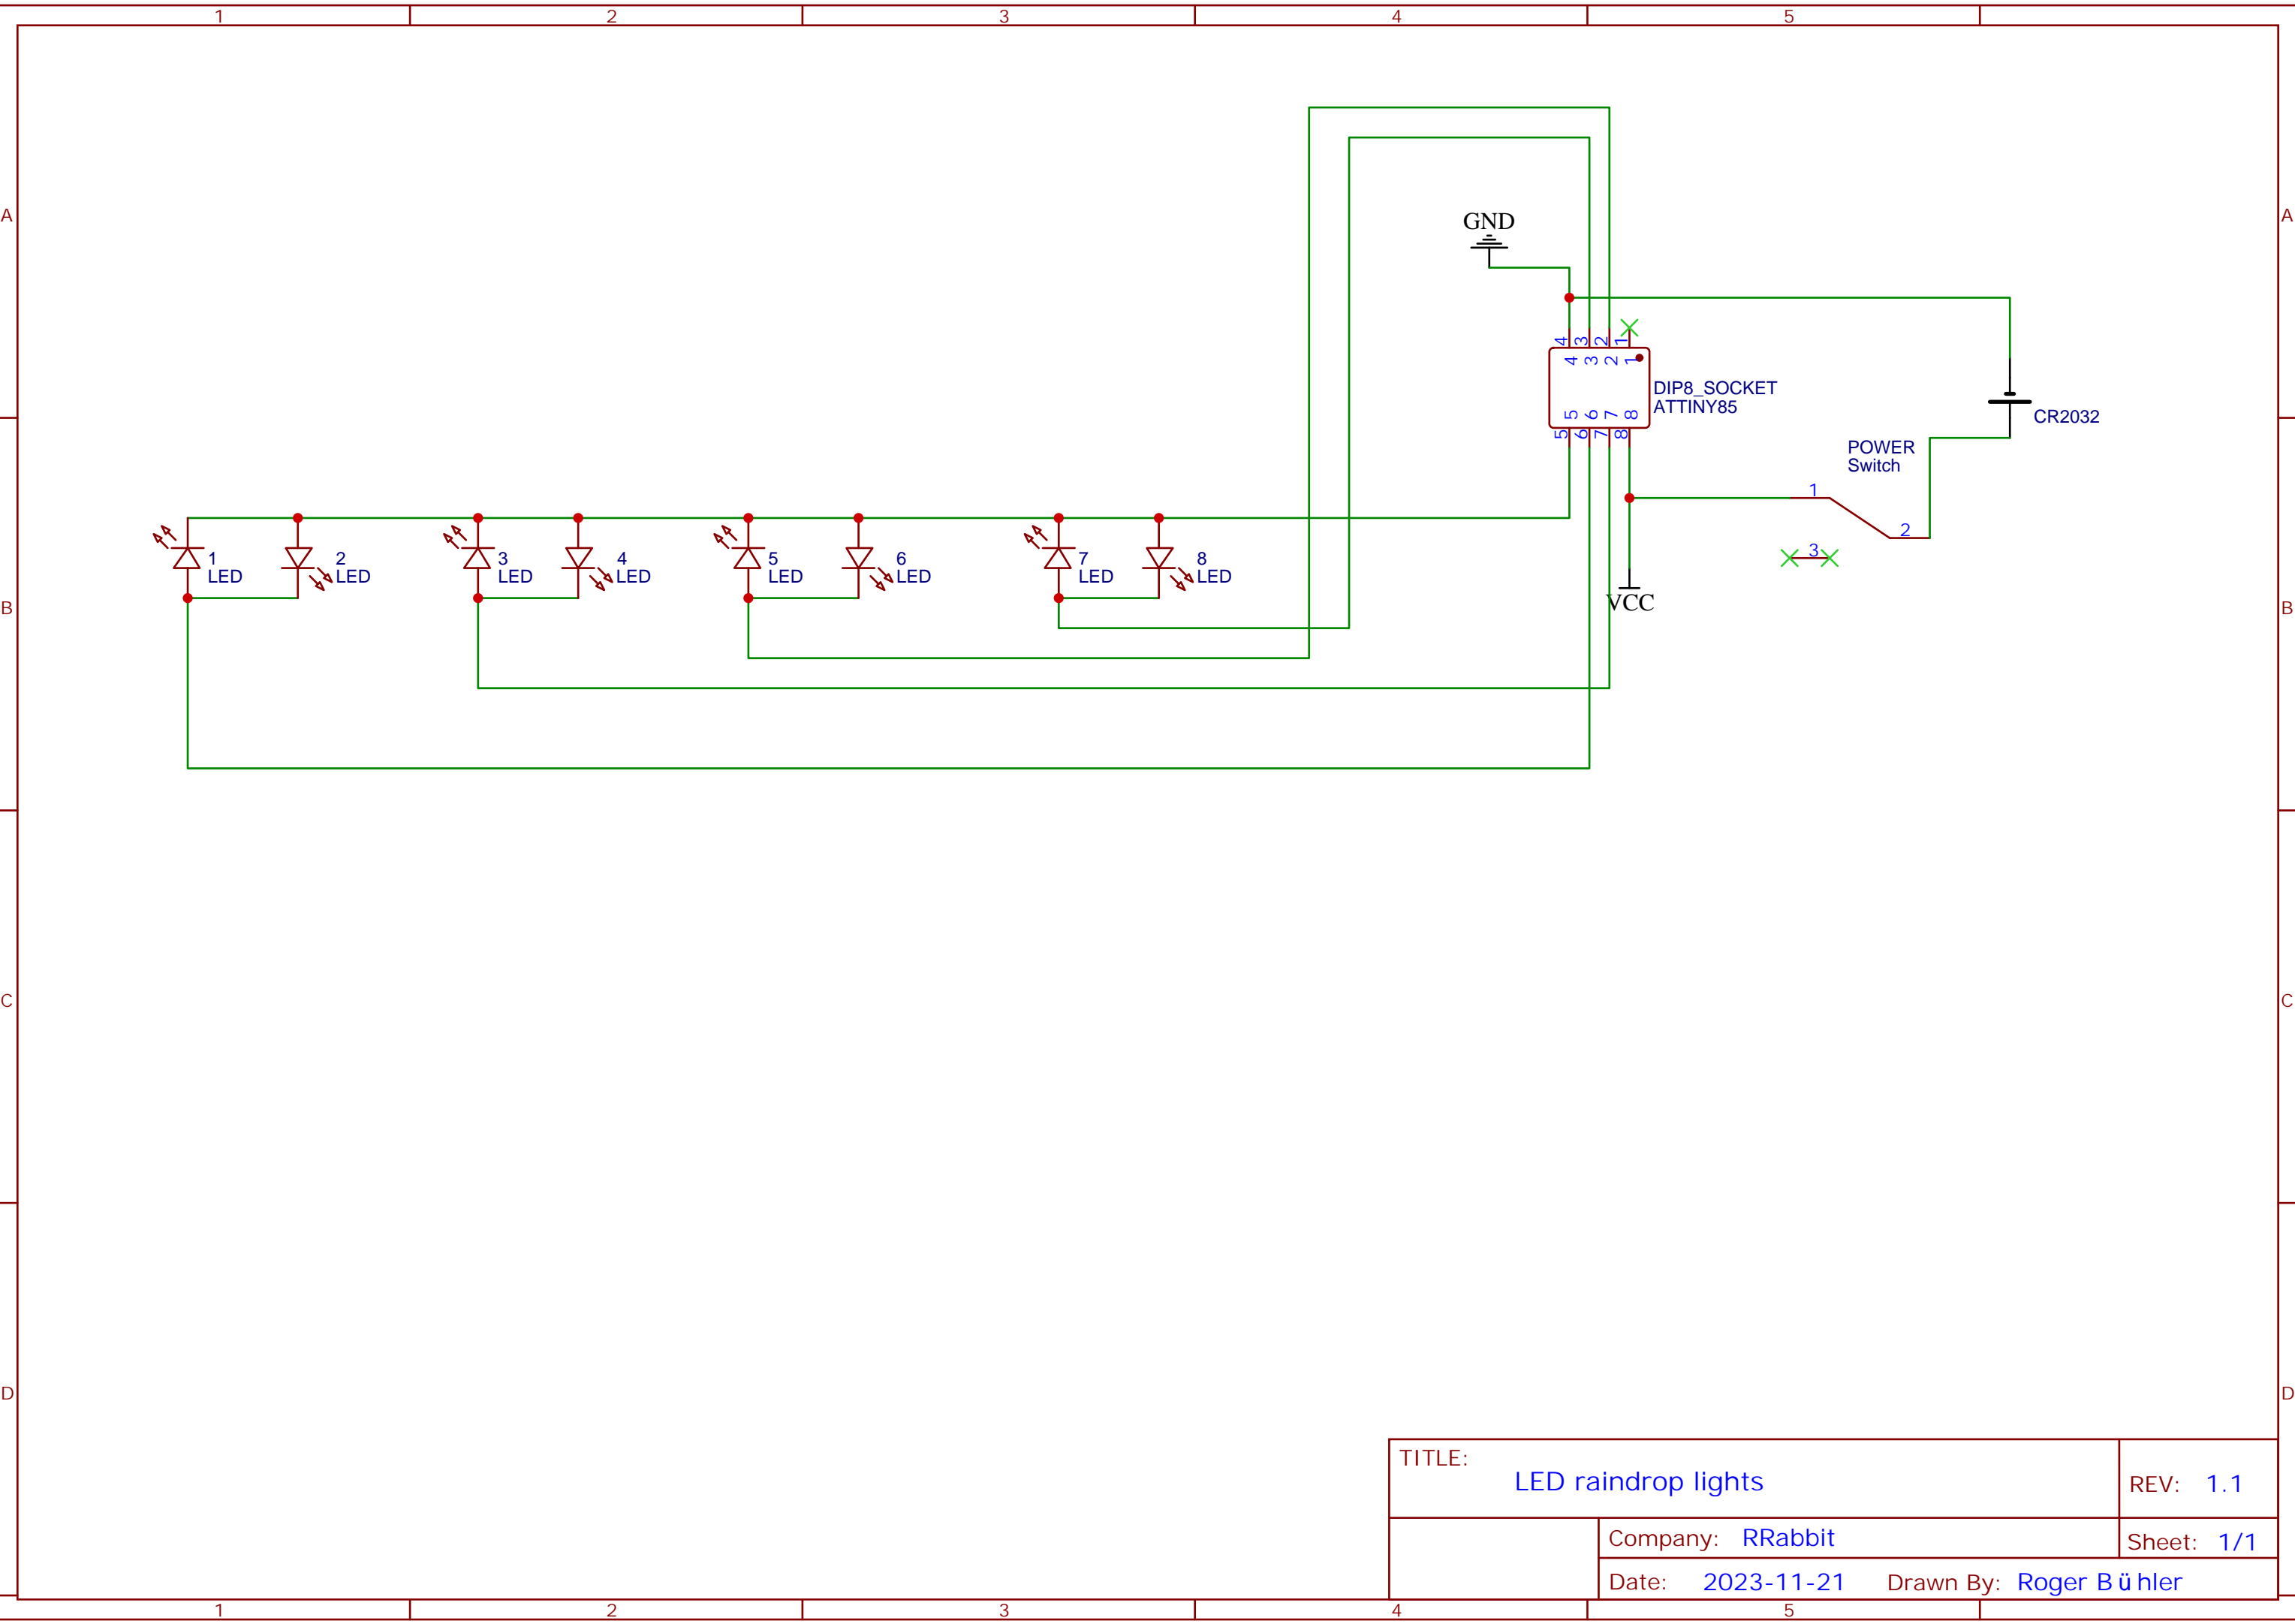 1 2 3 4 5
A A
GND
4 3 2 1
4 3 2 1
DIP8_SOCKET
ATTINY85
5 6 7 8
5 6 7 8
CR2032
POWER
Switch
1
2
3
1
LED
2
LED
3
LED
4
LED
5
LED
6
LED
7
LED
8
LED
VCC
B B
C C
D D
TITLE:
LED raindrop lights
REV: 1.1
Company: RRabbit
Sheet: 1/1
Date: 2023-11-21 Drawn By: Roger Bühler
1 2 3 4 5